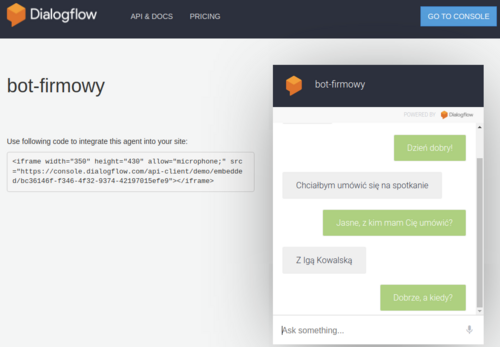 Dialogflow
API & DOCS
PRICING
GO TO CONSOLE
bot-firmowy
Use following code to integrate this agent into your site:
<iframe width="350" height="430" allow="microphone;" src
="https://console.dialogflow.com/api-client/demo/embedde
d/bc36146f-f346-4f32-9374-42197015efe9"></iframe>
bot-firmowy
POWERED BY Dialogflow
Dzień dobry!
Chciałbym umówić się na spotkanie
Jasne, z kim mam Cię umówić?
Z Igą Kowalską
Dobrze, a kiedy?
Ask something...